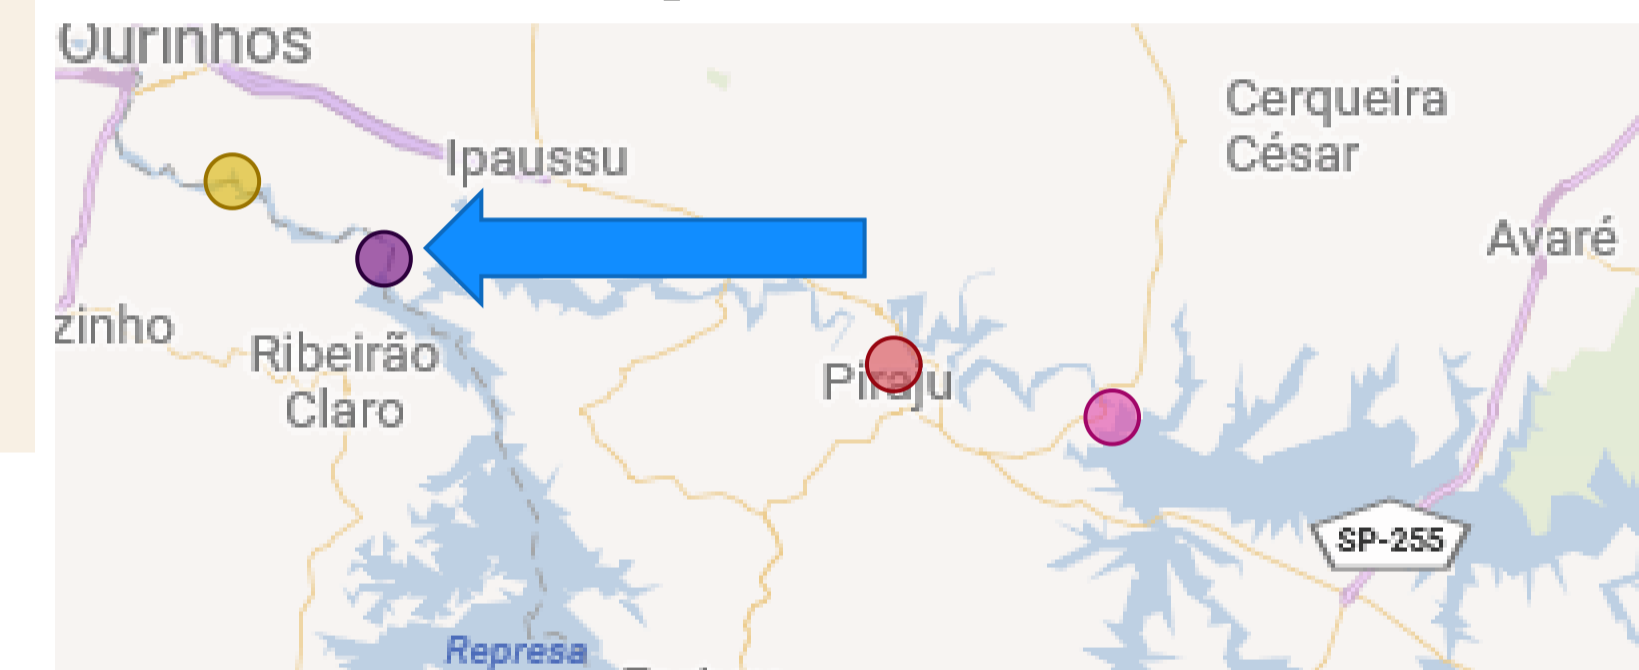 Ourinhos
Cerqueira
César
Ipaussu
Avaré
zinho
Ribeirão
Claro
Piraju
SP-255
Represa